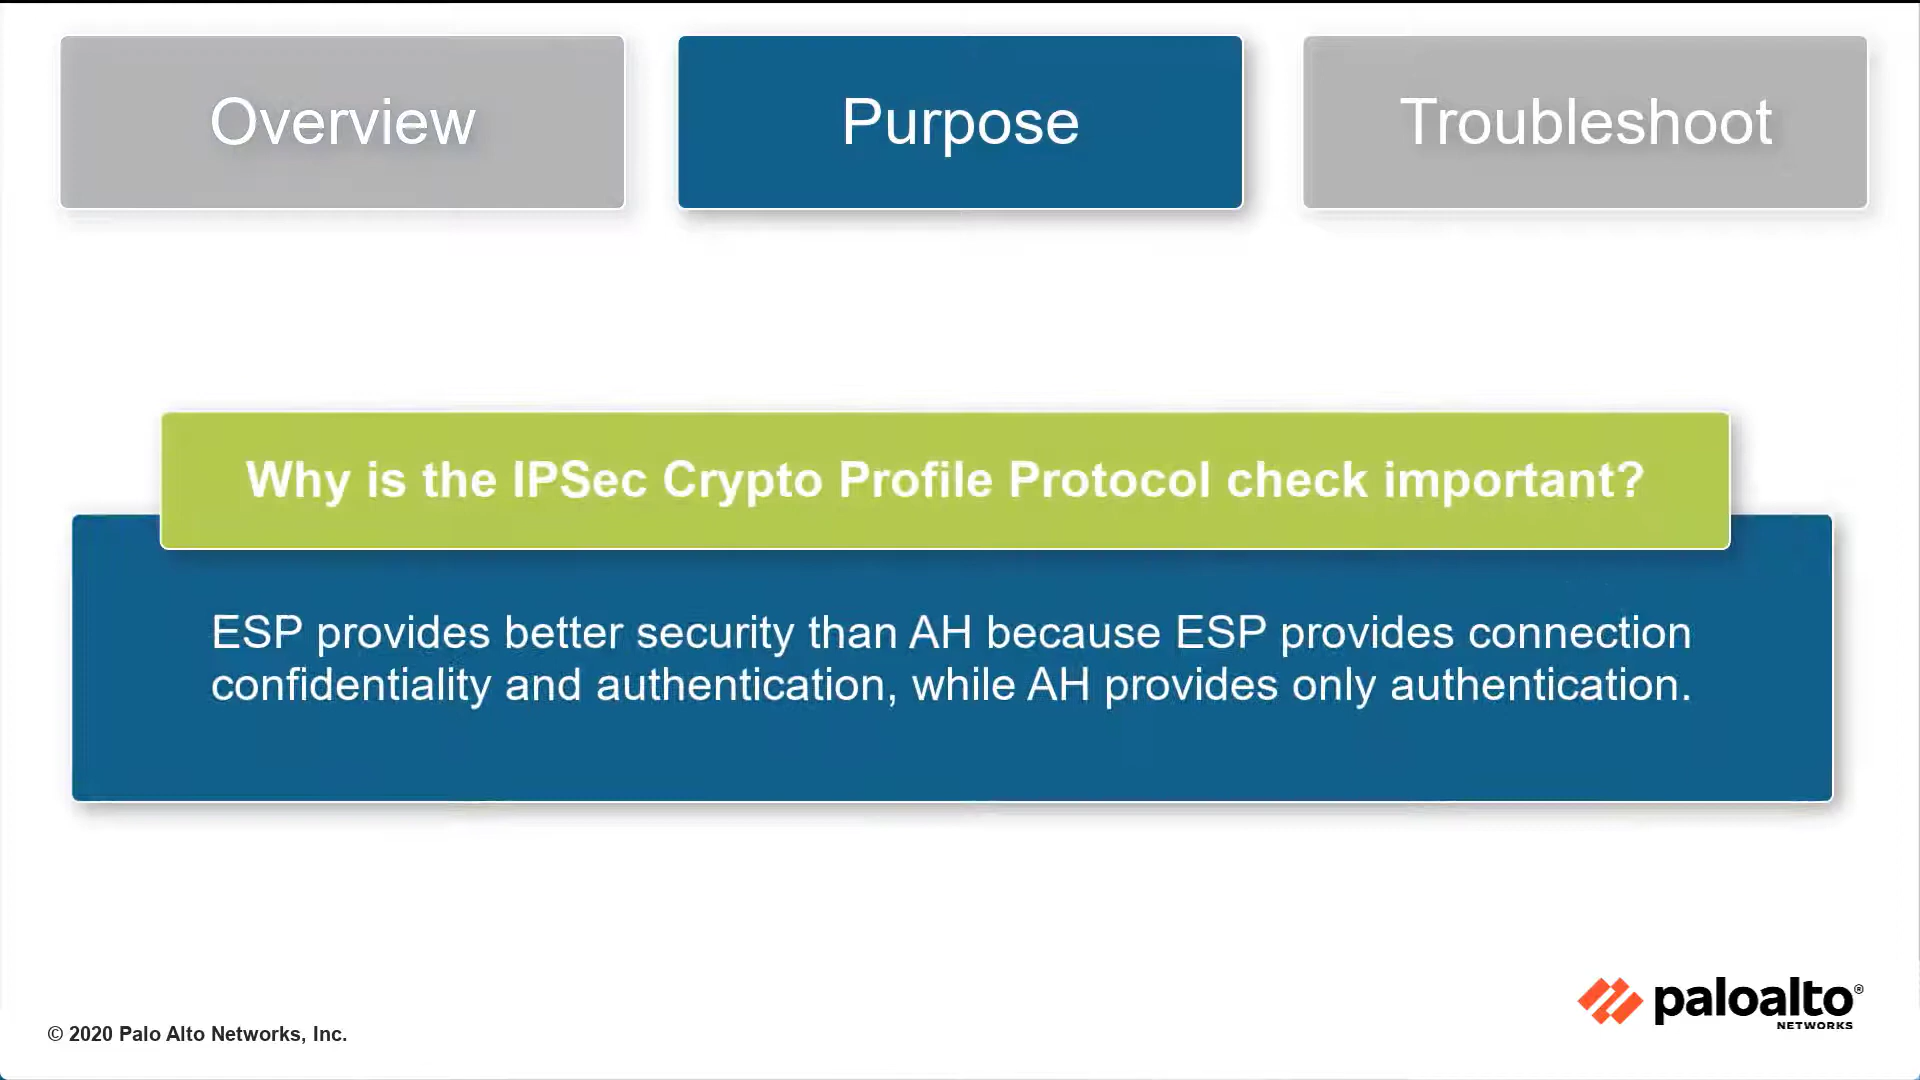 Overview
Purpose
Troubleshoot
Why is the IPSec Crypto Profile Protocol check important?
ESP provides better security than AH because ESP provides connection
confidentiality and authentication, while AH provides only authentication.
paloalto®
NETWORKS
© 2020 Palo Alto Networks, Inc.